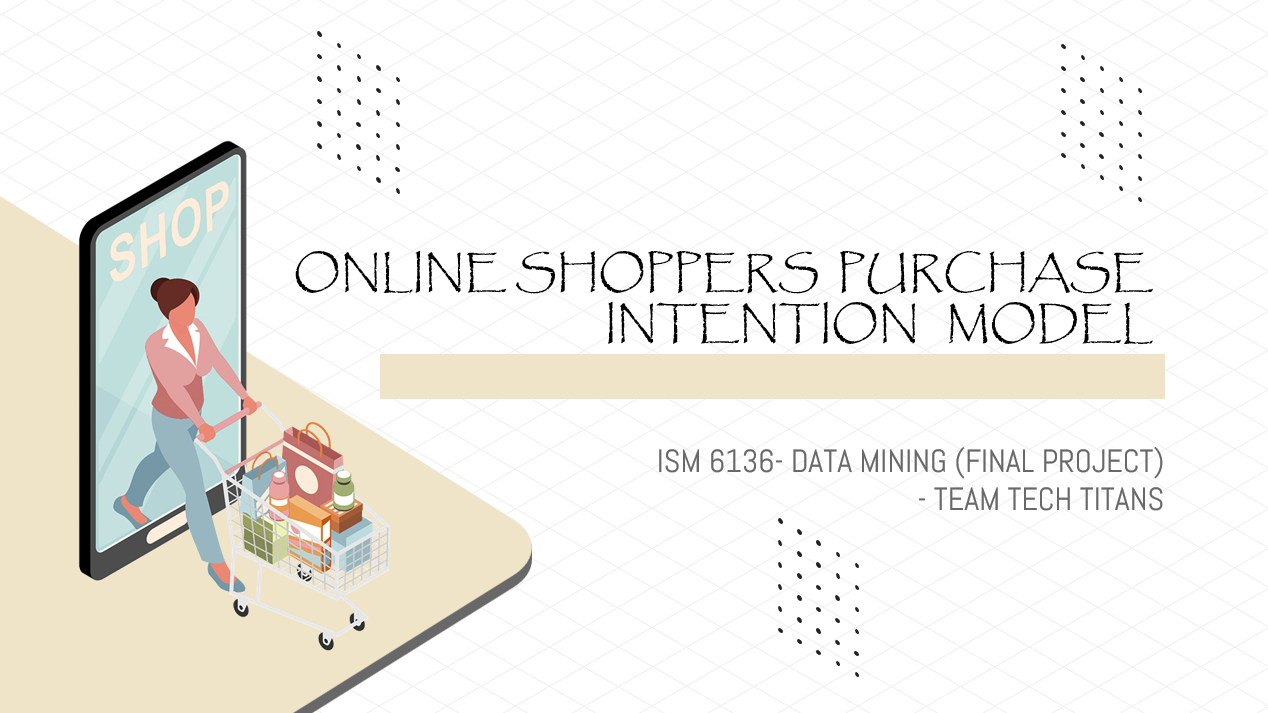 SHOP
ONLINE SHOPPERS PURCHASE
INTENTION MODEL
ISM 6136- DATA MINING (FINAL PROJECT)
- TEAM TECH TITANS